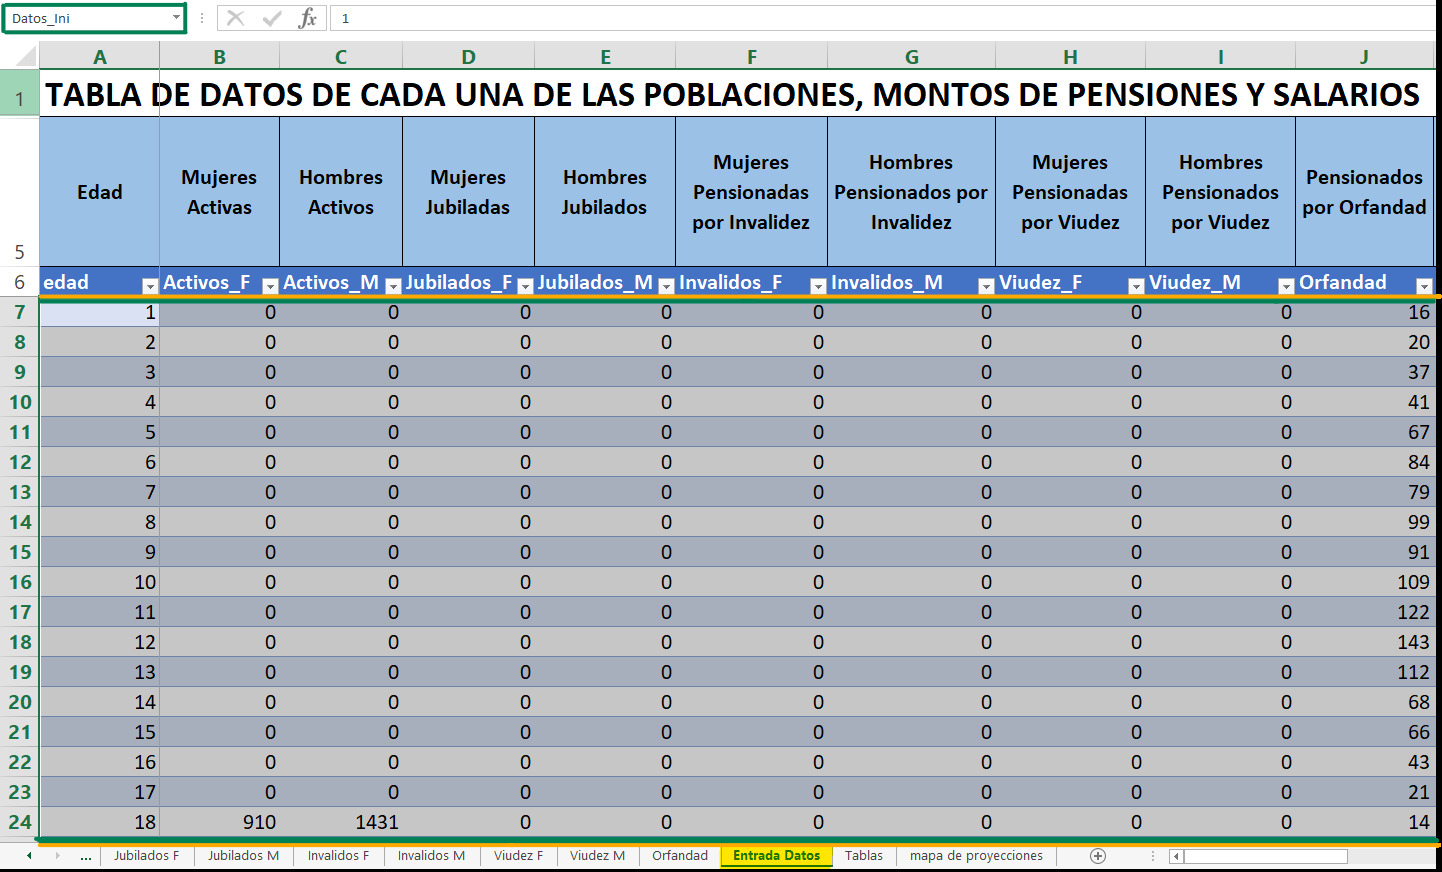 Datos_Ini fx 1
A B C D E F G H I J
1 TABLA DE DATOS DE CADA UNA DE LAS POBLACIONES, MONTOS DE PENSIONES Y SALARIOS
5 Edad Mujeres Activas Hombres Activos Mujeres Jubiladas Hombres Jubilados Mujeres Pensionadas por Invalidez Hombres Pensionados por Invalidez Mujeres Pensionadas por Viudez Hombres Pensionados por Viudez Pensionados por Orfandad
6 edad Activos_F Activos_M Jubilados_F Jubilados_M Invalidos_F Invalidos_M Viudez_F Viudez_M Orfandad
7 1 0 0 0 0 0 0 0 0 16
8 2 0 0 0 0 0 0 0 0 20
9 3 0 0 0 0 0 0 0 0 37
10 4 0 0 0 0 0 0 0 0 41
11 5 0 0 0 0 0 0 0 0 67
12 6 0 0 0 0 0 0 0 0 84
13 7 0 0 0 0 0 0 0 0 79
14 8 0 0 0 0 0 0 0 0 99
15 9 0 0 0 0 0 0 0 0 91
16 10 0 0 0 0 0 0 0 0 109
17 11 0 0 0 0 0 0 0 0 122
18 12 0 0 0 0 0 0 0 0 143
19 13 0 0 0 0 0 0 0 0 112
20 14 0 0 0 0 0 0 0 0 68
21 15 0 0 0 0 0 0 0 0 66
22 16 0 0 0 0 0 0 0 0 43
23 17 0 0 0 0 0 0 0 0 21
24 18 910 1431 0 0 0 0 0 0 14
... Jubilados F Jubilados M Invalidos F Invalidos M Viudez F Viudez M Orfandad Entrada Datos Tablas mapa de proyecciones